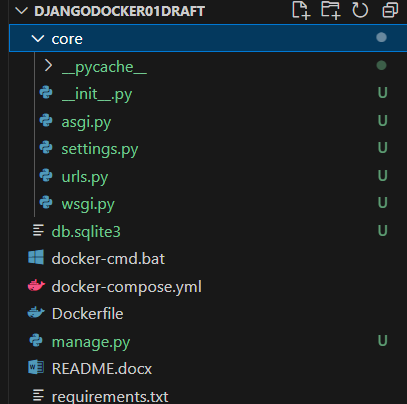 DJANGODOCKER01DRAFT
core
__pycache__
__init__.py U
asgi.py U
settings.py U
urls.py U
wsgi.py U
db.sqlite3 U
docker-cmd.bat
docker-compose.yml
Dockerfile
manage.py U
README.docx
requirements.txt